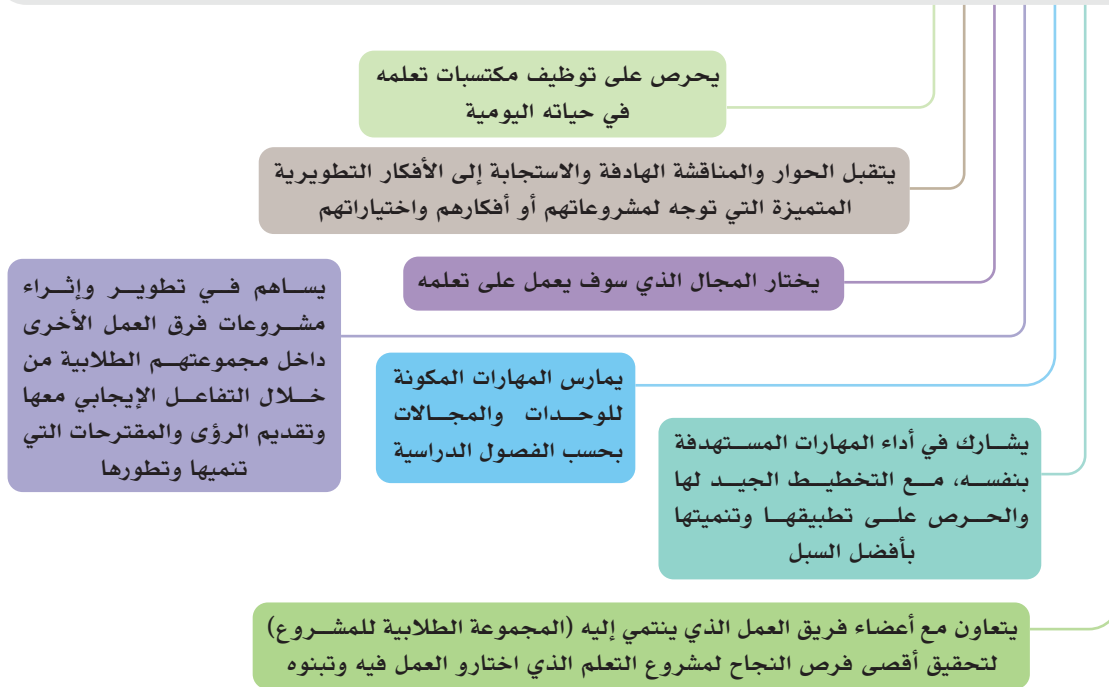 يحرص على توظيف مكتسبات تعلمه
في حياته اليومية
يتقبل الحوار والمناقشة الهادفة والاستجابة إلى الأفكار التطويرية
المتميزة التي توجه لمشروعاتهم أو أفكارهم واختياراتهم
يختار المجال الذي سوف يعمل على تعلمه
يساهم في تطوير وإثراء
مشروعات فرق العمل الأخرى
داخل مجموعتهم الطلابية من
خلال التفاعل الإيجابي معها
وتقديم الرؤى والمقترحات التي
تنميها وتطورها
يمارس المهارات المكونة
للوحدات والمجالات
بحسب الفصول الدراسية
يشارك في أداء المهارات المستهدفة
بنفسه، مع التخطيط الجيد لها
والحرص على تطبيقها وتنميتها
بأفضل السبل
يتعاون مع أعضاء فريق العمل الذي ينتمي إليه (المجموعة الطلابية للمشروع)
لتحقيق أقصى فرص النجاح لمشروع التعلم الذي اختارو العمل فيه وتبنوه